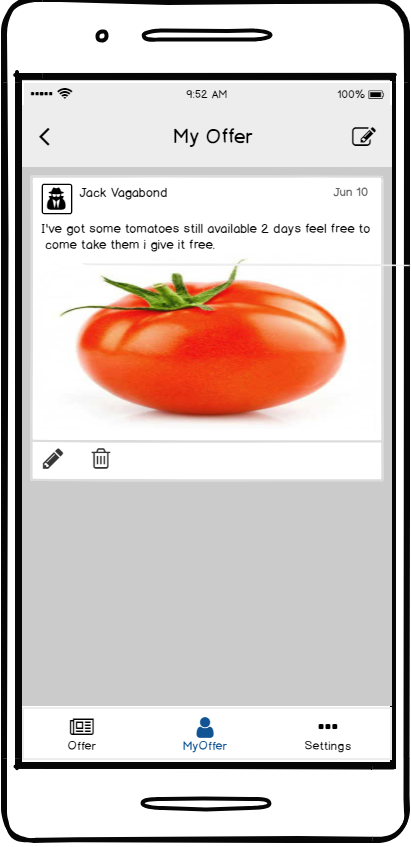 9:52 AM
100%
My Offer
Jack Vagabond
Jun 10
I've got some tomatoes still available 2 days feel free to
come take them i give it free.
Offer
MyOffer
Settings